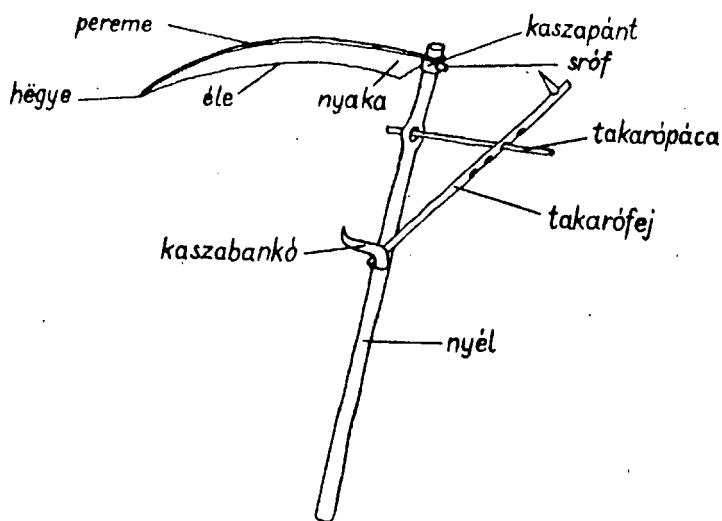 pereme
kaszapánt
sróf
hëgye
éle
nyaka
takarópáca
takarófej
kaszabankó
nyél